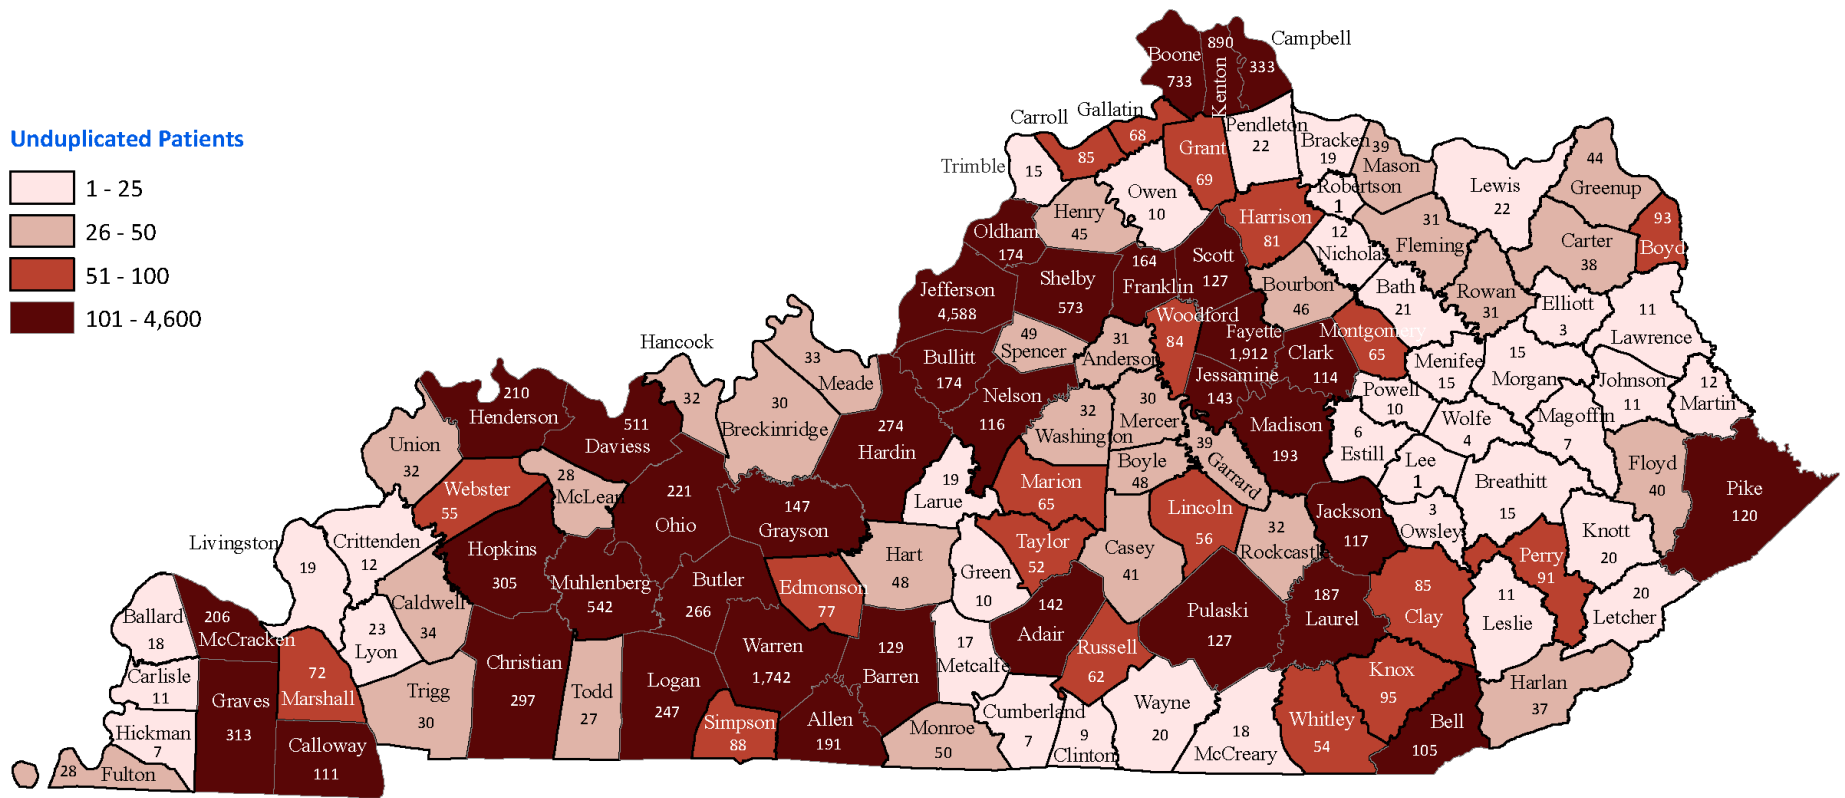 Unduplicated Patients
1 - 25
26 - 50
51 - 100
101 - 4,600
Boone
733
890
Kenton
Campbell
333
Carroll
85
Gallatin
68
Trimble
15
Grant
69
Pendleton
22
Bracken
19
39
Mason
Robertson
1
Lewis
22
44
Greenup
93
Boyd
Owen
10
Henry
45
Harrison
81
12
Nicholas
31
Fleming
Carter
38
Oldham
174
Shelby
573
164
Franklin
Scott
127
Bourbon
46
Bath
21
Rowan
31
Elliott
3
11
Lawrence
Jefferson
4,588
Woodford
84
Fayette
1,912
Clark
114
Montgomery
65
Menifee
15
15
Morgan
Johnson
11
12
Martin
49
Spencer
31
Anderson
Bullitt
174
Nelson
116
Jessamine
143
Powell
10
Wolfe
4
Magoffin
7
Hancock
32
33
Meade
30
Breckinridge
274
Hardin
32
Washington
30
Mercer
Madison
193
6
Estill
Lee
1
Breathitt
15
Floyd
40
Pike
120
210
Henderson
511
Daviess
Union
32
Webster
55
28
McLean
221
Ohio
147
Grayson
19
Larue
Marion
65
Boyle
48
39
Garrard
Lincoln
56
32
Rockcastle
Jackson
117
3
Owsley
Perry
91
Knott
20
Livingston
19
Crittenden
12
Hopkins
305
Muhlenberg
542
Butler
266
Edmonson
77
Hart
48
Green
10
Taylor
52
Casey
41
Pulaski
127
187
Laurel
85
Clay
11
Leslie
20
Letcher
Ballard
18
206
McCracken
23
Lyon
Caldwell
34
142
Adair
Russell
62
Carlisle
11
Graves
313
72
Marshall
Trigg
30
Christian
297
Todd
27
Logan
247
Warren
1,742
129
Barren
17
Metcalfe
Knox
95
Harlan
37
Hickman
7
28
Fulton
Calloway
111
Simpson
88
Allen
191
Monroe
50
Cumberland
7
9
Clinton
Wayne
20
18
McCreary
Whitley
54
Bell
105